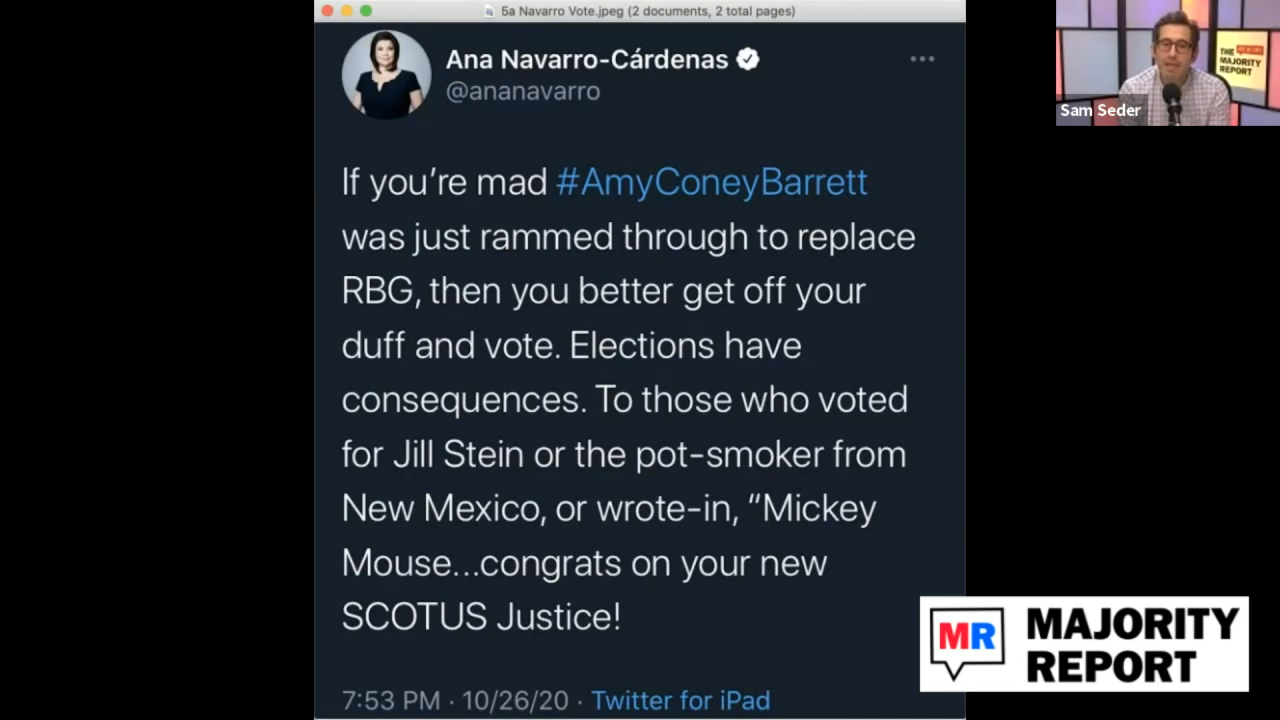 5a Navarro Vote.jpeg (2 documents, 2 total pages)
Ana Navarro-Cárdenas
@ananavarro
If you're mad #AmyConeyBarrett
was just rammed through to replace
RBG, then you better get off your
duff and vote. Elections have
consequences. To those who voted
for Jill Stein or the pot-smoker from
New Mexico, or wrote-in, “Mickey
Mouse...congrats on your new
SCOTUS Justice!
7:53 PM · 10/26/20 · Twitter for iPad
THE
MAJORITY
REPORT
Sam Seder
MR
MAJORITY
REPORT